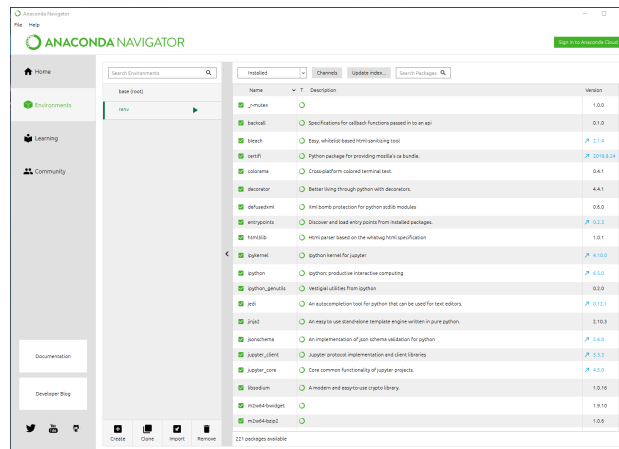 Anaconda Navigator
File Help
ANACONDA NAVIGATOR
Sign in to Anaconda Cloud
Home
Environments
Learning
Community
Documentation
Developer Blog
Search Environments
base (root)
renv
Create Clone Import Remove
Installed Channels Update index... Search Packages
Name T Description Version
_r-mutex 1.0.0
backcall Specifications for callback functions passed in to an api 0.1.0
bleach Easy, whitelist-based html-sanitizing tool 2.1.4
certifi Python package for providing mozilla's ca bundle. 2018.8.24
colorama Cross-platform colored terminal text. 0.4.1
decorator Better living through python with decorators. 4.4.1
defusedxml Xml bomb protection for python stdlib modules 0.6.0
entrypoints Discover and load entry points from installed packages. 0.2.3
html5lib Html parser based on the whatwg html specification 1.0.1
ipykernel Ipython kernel for jupyter 4.10.0
ipython Ipython: productive interactive computing 6.5.0
ipython_genutils Vestigial utilities from ipython 0.2.0
jedi An autocompletion tool for python that can be used for text editors. 0.12.1
jinja2 An easy to use stand-alone template engine written in pure python. 2.10.3
jsonschema An implementation of json schema validation for python 2.6.0
jupyter_client Jupyter protocol implementation and client libraries 5.3.3
jupyter_core Core common functionality of jupyter projects. 4.5.0
libsodium A modern and easy-to-use crypto library. 1.0.16
m2w64-bwidget 1.9.10
m2w64-bzip2 1.0.6
221 packages available